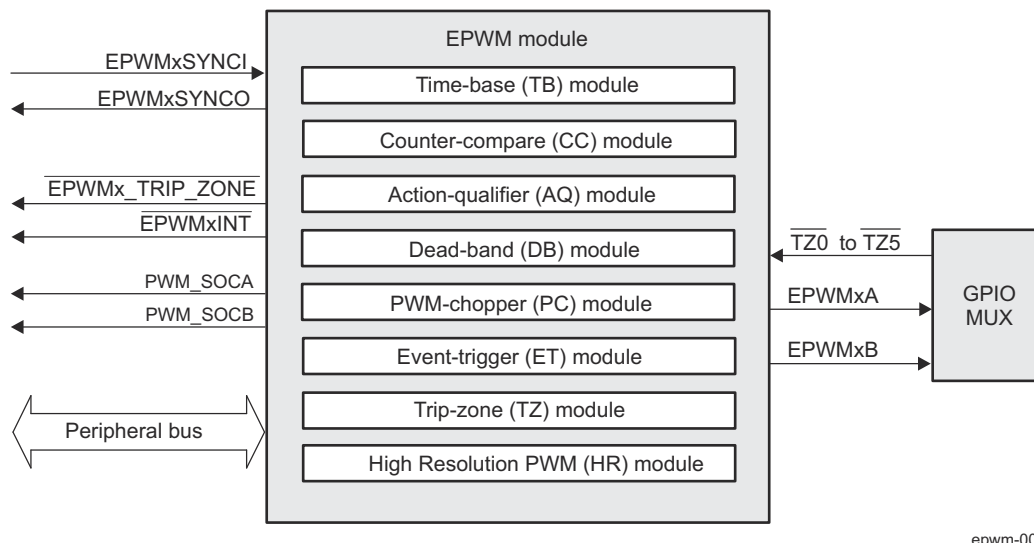 EPWM module
EPWMxSYNCI
EPWMxSYNCO
EPWMx_TRIP_ZONE
EPWMxINT
PWM_SOCA
PWM_SOCB
Peripheral bus
Time-base (TB) module
Counter-compare (CC) module
Action-qualifier (AQ) module
Dead-band (DB) module
PWM-chopper (PC) module
Event-trigger (ET) module
Trip-zone (TZ) module
High Resolution PWM (HR) module
TZ0 to TZ5
EPWMxA
EPWMxB
GPIO
MUX
epwm-00